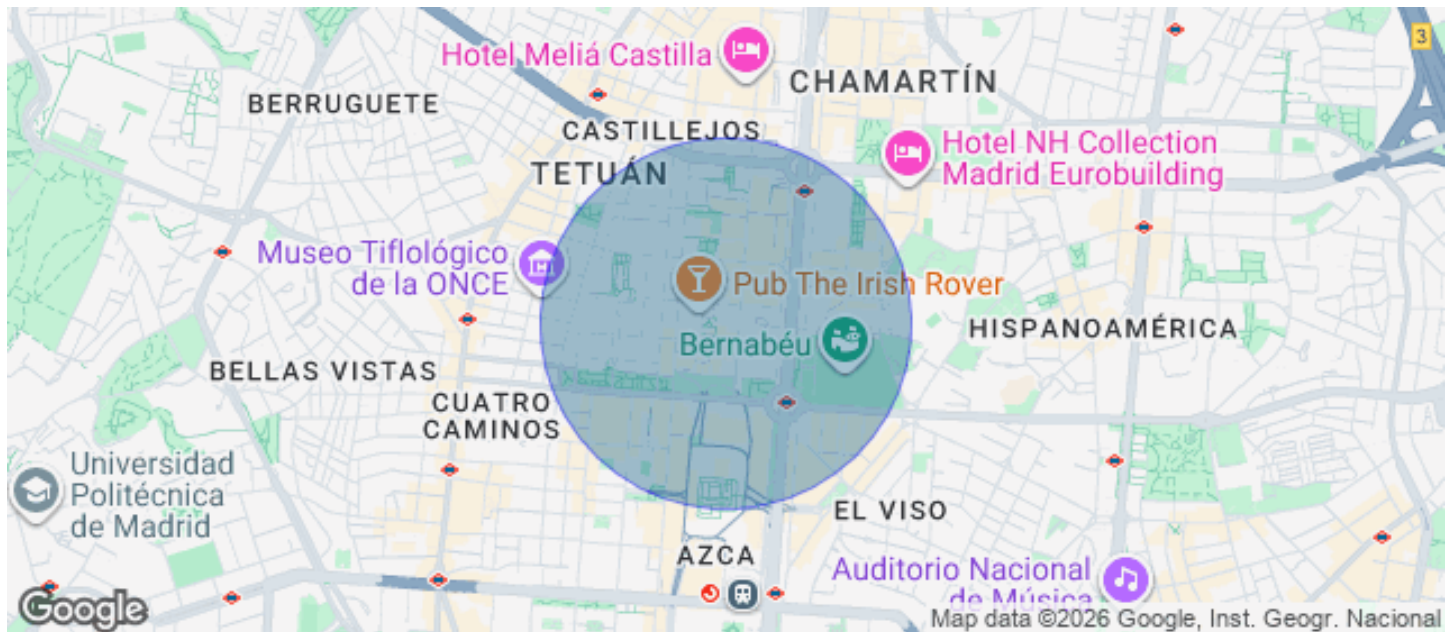 3
Hotel Meliá Castilla
CHAMARTÍN
BERRUGUETE
CASTILLEJOS
Hotel NH Collection
Madrid Eurobuilding
TETUÁN
Museo Tiflológico
de la ONCE
Pub The Irish Rover
HISPANOAMÉRICA
Bernabéu
BELLAS VISTAS
CUATRO
CAMINOS
Universidad
Politécnica
de Madrid
EL VISO
AZCA
Auditorio Nacional
de Música
Google
Map data ©2026 Google, Inst. Geogr. Nacional